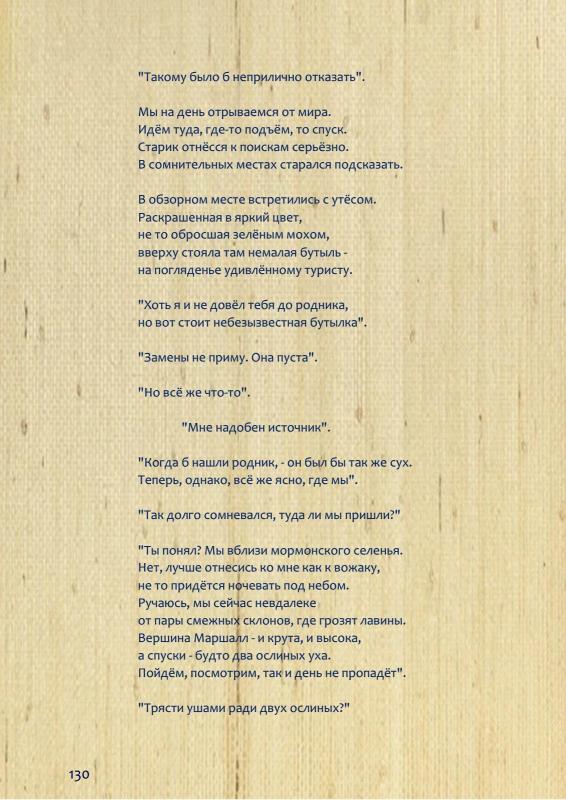 "Такому было б неприлично отказать".
Мы на день отрываемся от мира.
Идём туда, где-то подъём, то спуск.
Старик отнёсся к поискам серьёзно.
В сомнительных местах старался подсказать.
В обзорном месте встретились с утёсом.
Раскрашенная в яркий цвет,
не то обросшая зелёным мохом,
вверху стояла там немалая бутыль -
на погляденье удивлённому туристу.
"Хоть я и не довёл тебя до родника,
но вот стоит небезызвестная бутылка".
"Замены не приму. Она пуста".
"Но всё же что-то".
"Мне надобен источник".
"Когда б нашли родник, - он был бы так же сух.
Теперь, однако, всё же ясно, где мы".
"Так долго сомневался, туда ли мы пришли?"
"Ты понял? Мы вблизи мормонского селенья.
Нет, лучше отнесись ко мне как к вожаку,
не то придётся ночевать под небом.
Ручаюсь, мы сейчас невдалеке
от пары смежных склонов, где грозят лавины.
Вершина Маршалл - и крута, и высока,
а спуски - будто два ослиных уха.
Пойдём, посмотрим, так и день не пропадёт".
"Трясти ушами ради двух ослиных?"
130